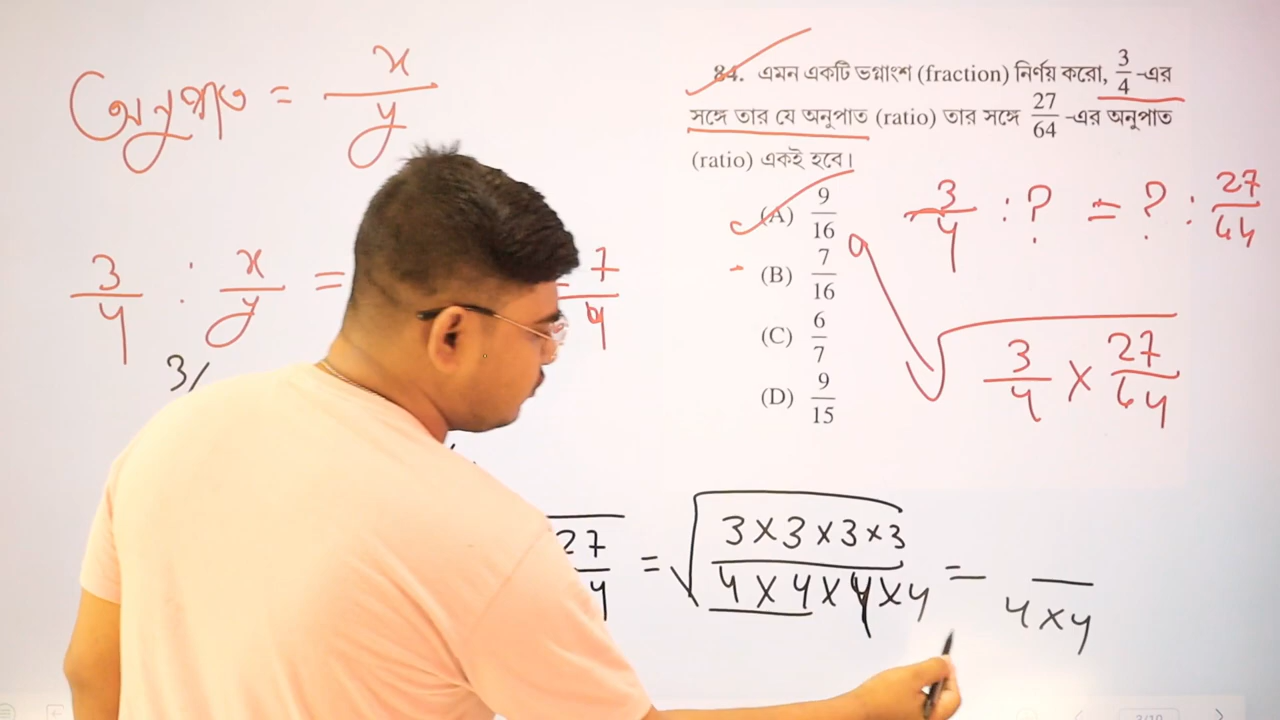 অনুপাত = x/y
84. এমন একটি ভগ্নাংশ (fraction) নির্ণয় করো, 3/4 -এর
সঙ্গে তার যে অনুপাত (ratio) তার সঙ্গে 27/64 -এর অনুপাত
(ratio) একই হবে।
(A) 9/16
(B) 7/16
(C) 6/7
(D) 9/15
3/4 : ? = ? : 27/64
√(3/4 × 27/64)
3/4 : x/y =
7
4
3/
27
4
= √(3×3×3×3 / 4×4×4×4) =
4×4